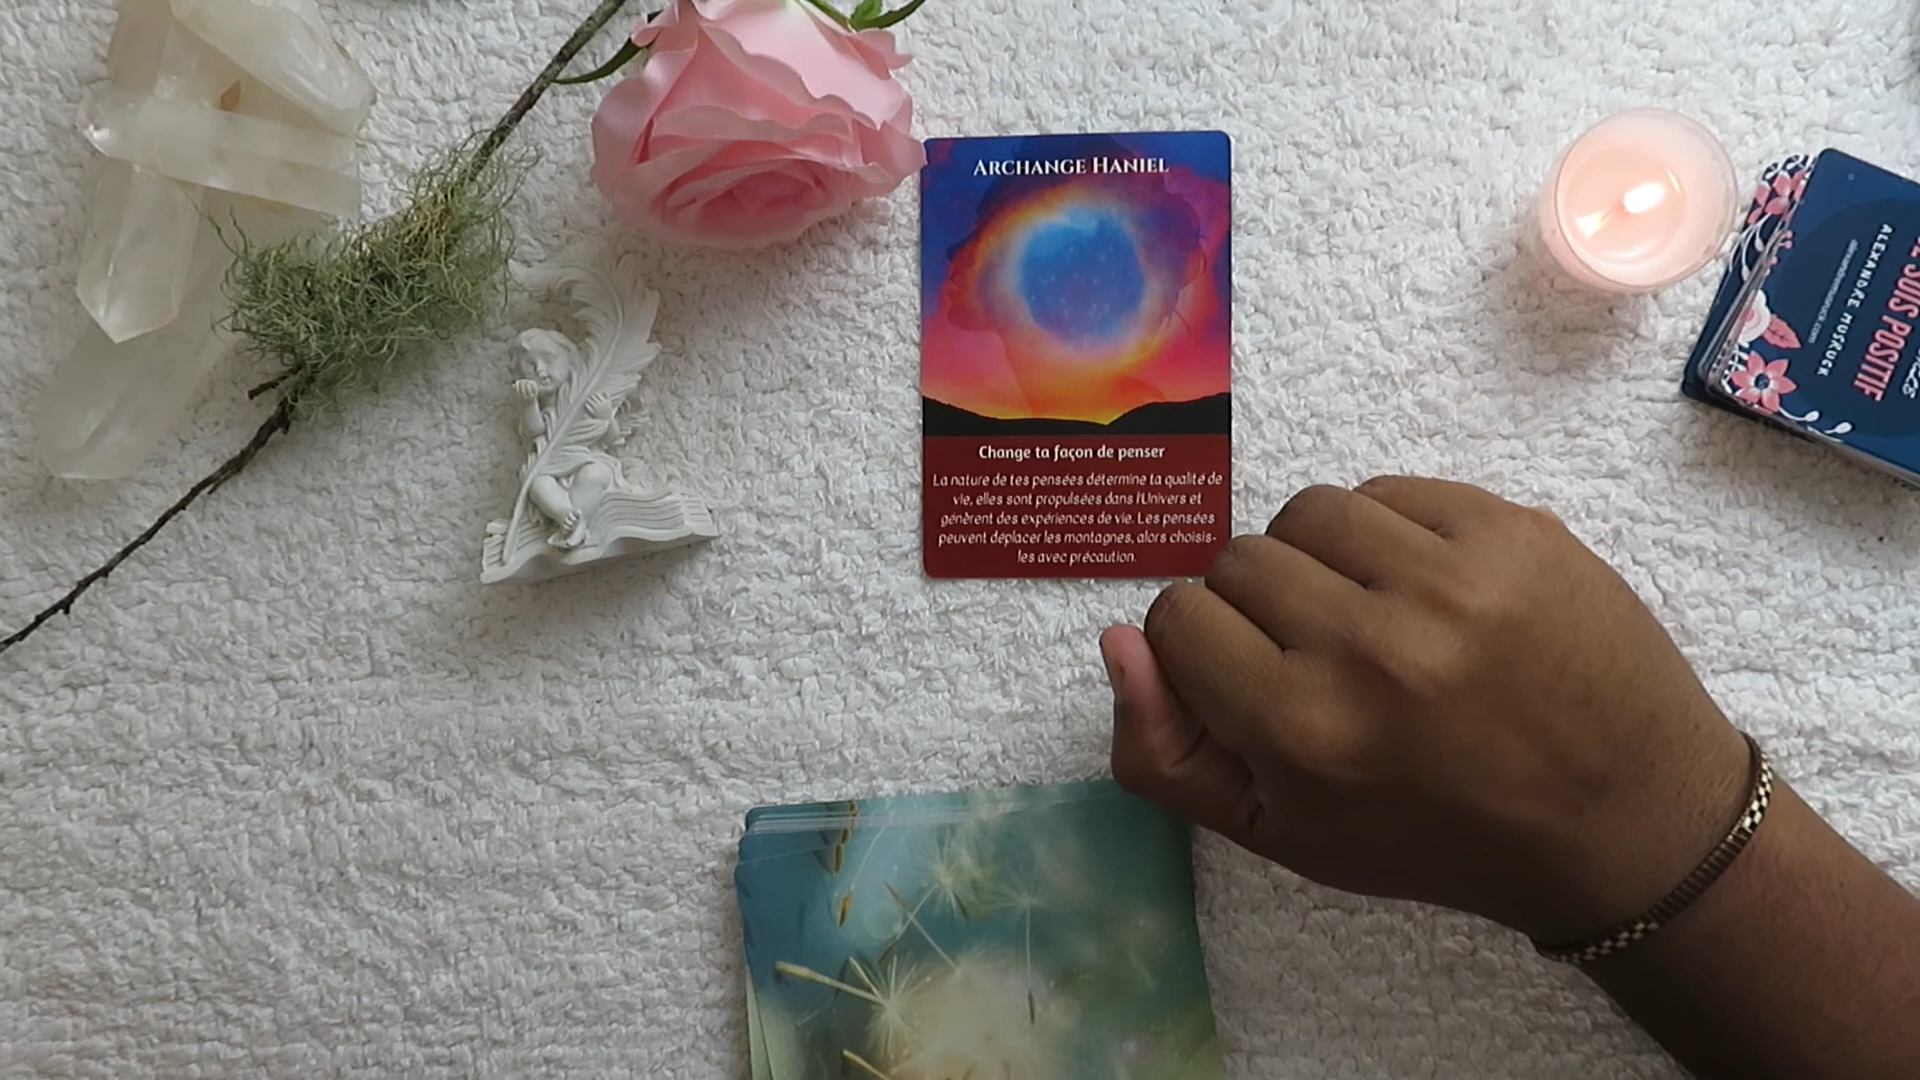 ARCHANGE HANIEL
Change ta façon de penser
La nature de tes pensées détermine ta qualité de
vie, elles sont propulsées dans l'Univers et
génèrent des expériences de vie. Les pensées
peuvent déplacer les montagnes, alors choisis-
les avec précaution.
SUIS POSITIF
ALEXANDRE MUSRUCK